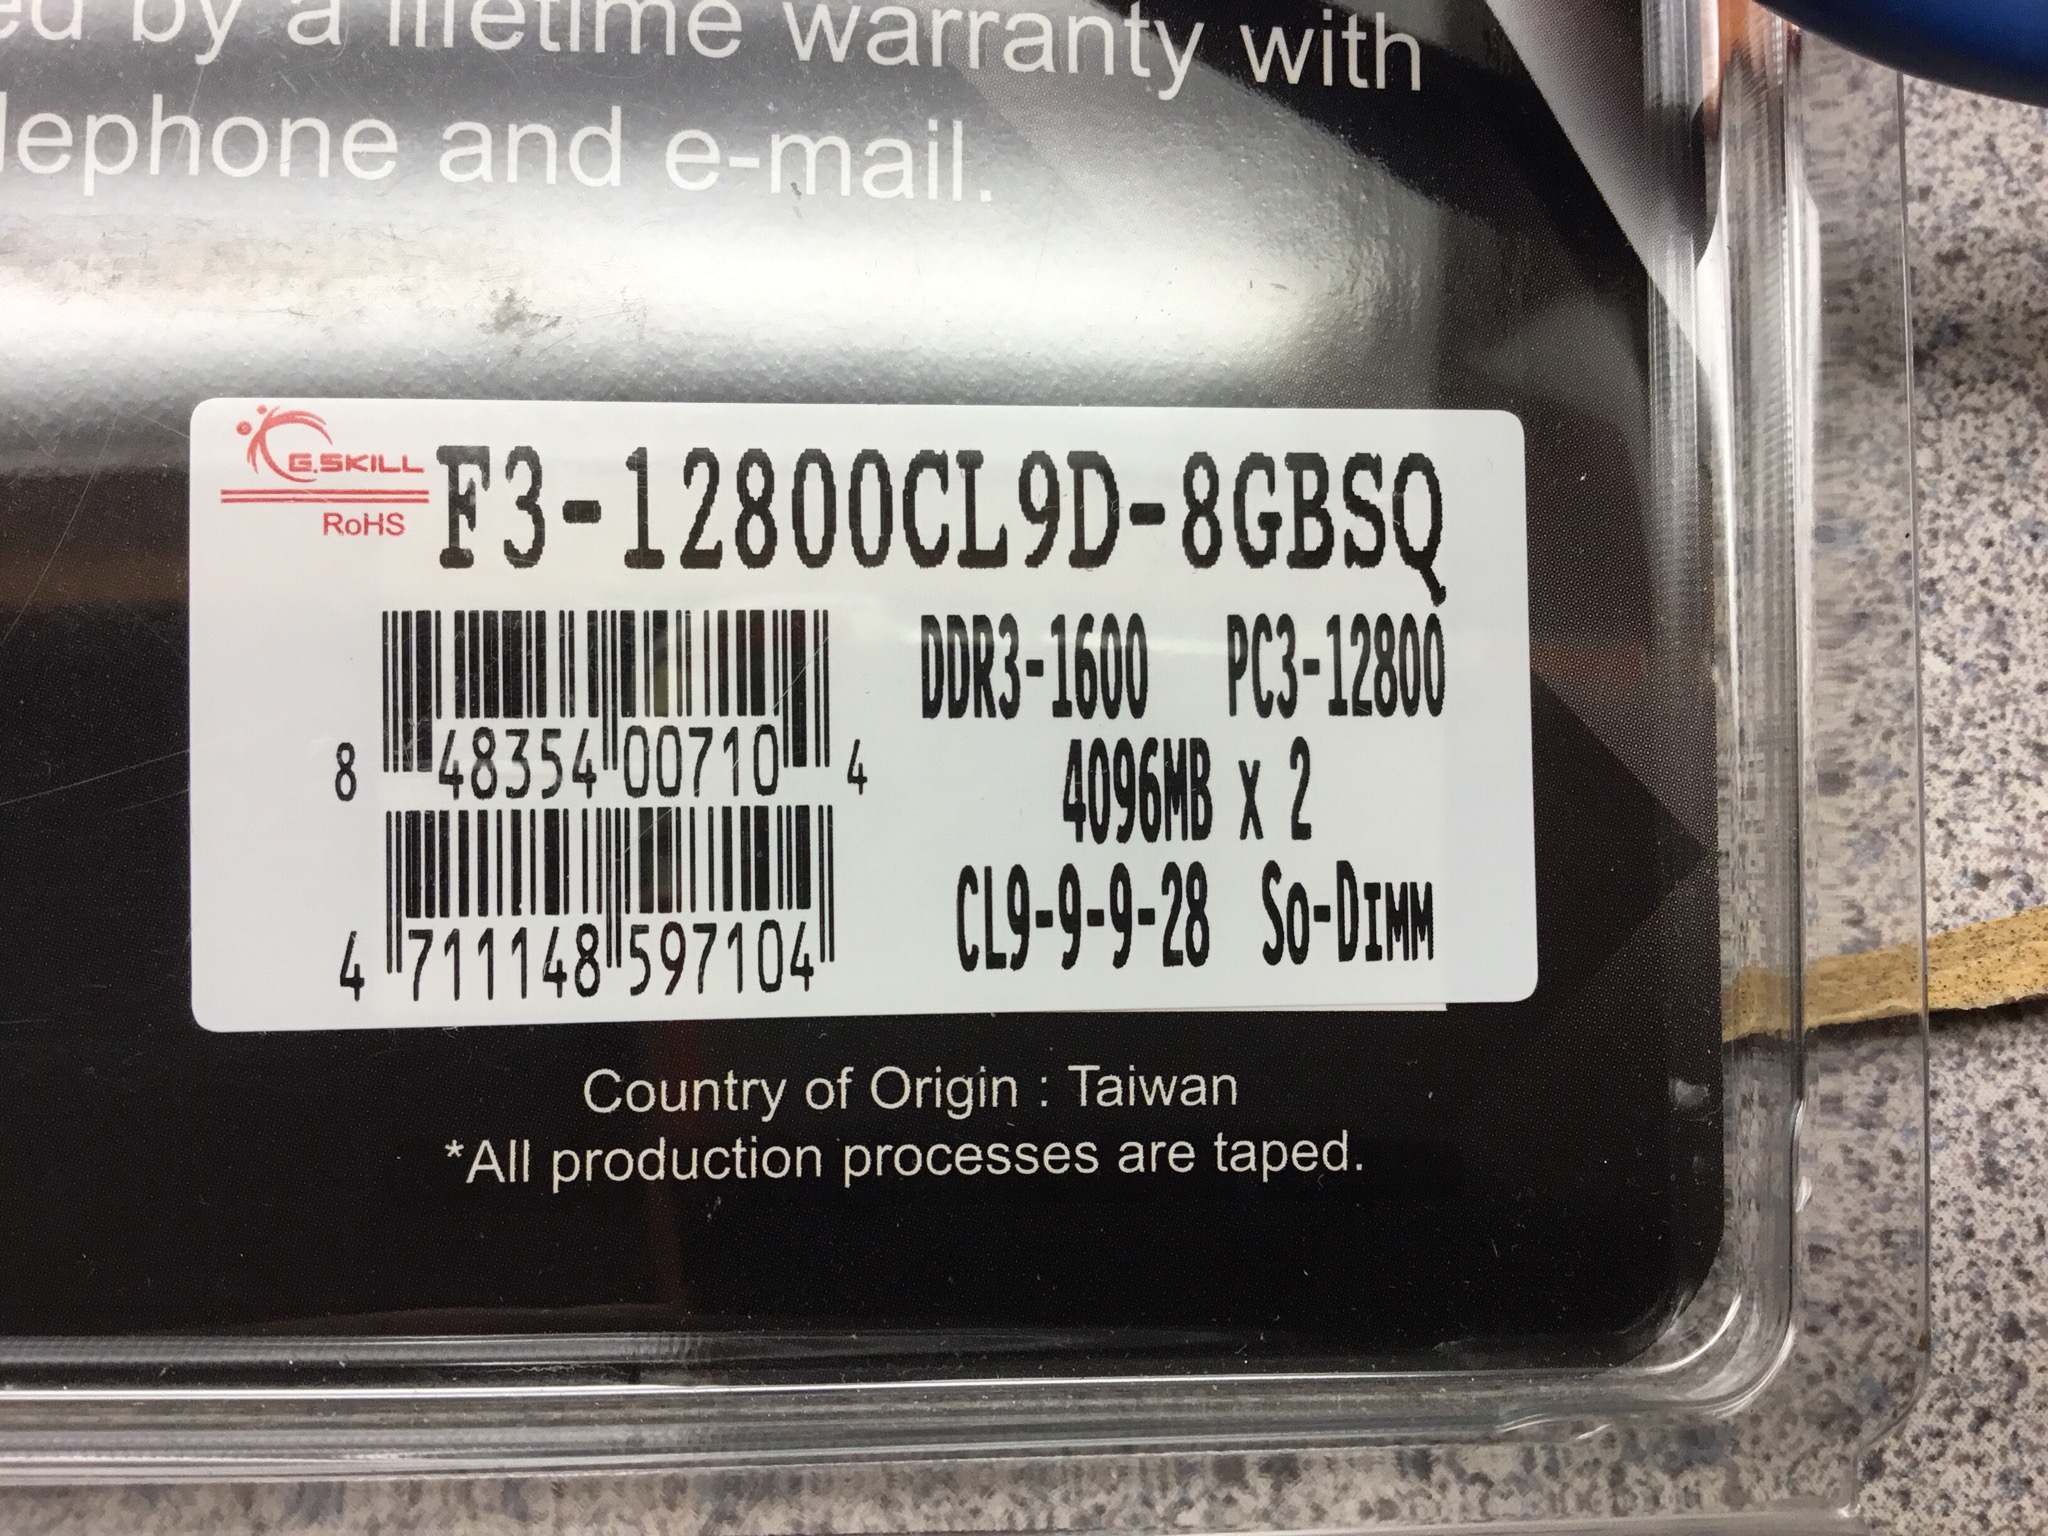 ed by a lifetime warranty with
lephone and e-mail.
G.SKILL
RoHS
F3-12800CL9D-8GBSQ
DDR3-1600 PC3-12800
4096MB x 2
CL9-9-9-28 So-DIMM
8 48354 00710 4
4 711148 597104
Country of Origin : Taiwan
*All production processes are taped.